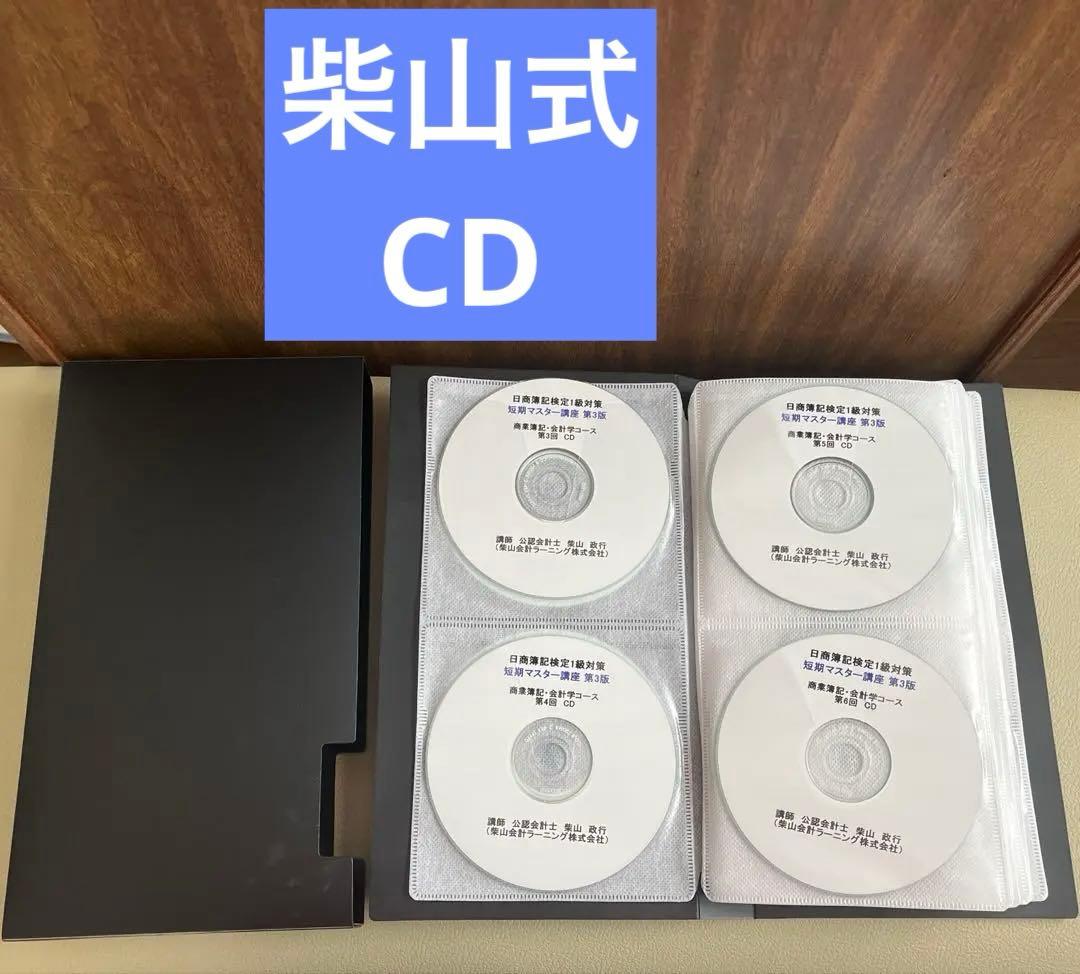 柴山式
CD
日商簿記検定1級対策
短期マスター講座 第3版
商業簿記・会計学コース
第3回 CD
講師 公認会計士 柴山 政行
(柴山会計ラーニング株式会社)
日商簿記検定1級対策
短期マスター講座 第3版
商業簿記・会計学コース
第4回 CD
講師 公認会計士 柴山 政行
(柴山会計ラーニング株式会社)
日商簿記検定1級対策
短期マスター講座 第3版
商業簿記・会計学コース
第5回 CD
講師 公認会計士 柴山 政行
(柴山会計ラーニング株式会社)
日商簿記検定1級対策
短期マスター講座 第3版
商業簿記・会計学コース
第6回 CD
講師 公認会計士 柴山 政行
(柴山会計ラーニング株式会社)